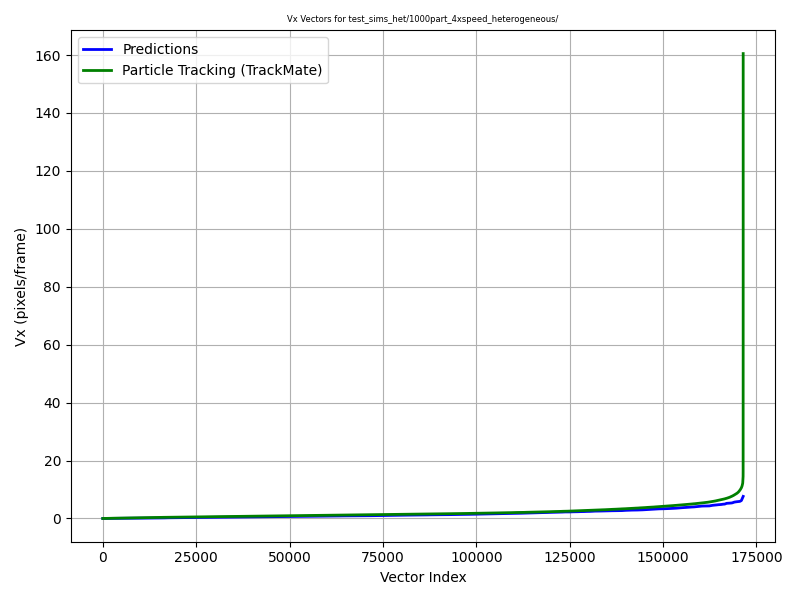 Vx Vectors for test_sims_het/1000part_4xspeed_heterogeneous/
Predictions
Particle Tracking (TrackMate)
160
140
120
100
80
60
40
20
0
Vx (pixels/frame)
0 25000 50000 75000 100000 125000 150000 175000
Vector Index